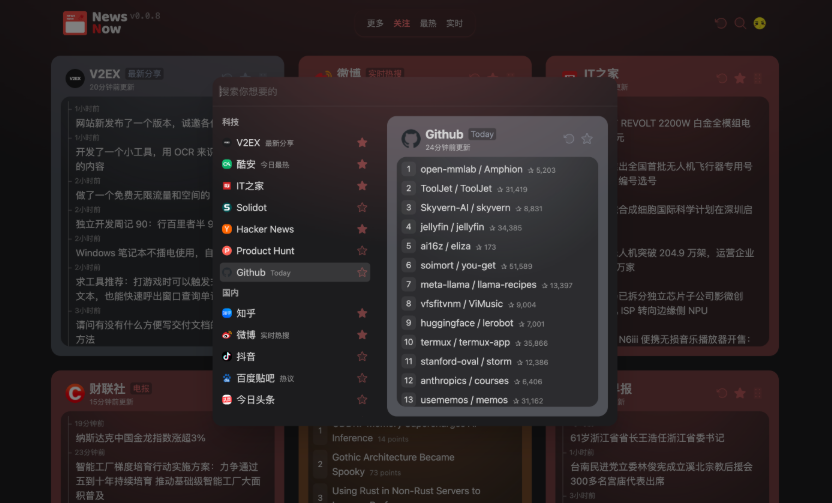 News
Now
v0.0.8
更多 关注 最热 实时
V2EX 最新分享
20分钟前更新
1小时前
网站新发布了一个版本，诚邀各
开发了一个小工具，用 OCR 来
的内容
2小时前
做了一个免费无限流量和空间的
2小时前
独立开发周记 90：行百里者半 9
2小时前
Windows 笔记本不插电使用，自
2小时前
求工具推荐：打游戏时可以触发
文本，也能快速呼出窗口查询单
3小时前
请问有没有什么方便写交付文档
方法
微博 实时热搜
IT之家
REVOLT 2200W 白金全模组电
元
出全国首批无人机飞行器专用号
编号选号
合成细胞国际科学计划在深圳启
人机突破 204.9 万架，运营企业
万家
已拆分独立芯片子公司影微创
ISP 转向边缘侧 NPU
N6iii 便携无损音乐播放器开售：
搜索你想要的
科技
V2EX 最新分享
酷安 今日最热
IT之家
Solidot
Hacker News
Product Hunt
Github Today
国内
知乎
微博 实时热搜
抖音
百度贴吧 热议
今日头条
Github Today
24分钟前更新
1 open-mmlab / Amphion ☆ 5,203
2 ToolJet / ToolJet ☆ 31,419
3 Skyvern-AI / skyvern ☆ 8,831
4 jellyfin / jellyfin ☆ 34,385
5 ai16z / eliza ☆ 173
6 soimort / you-get ☆ 51,589
7 meta-llama / llama-recipes ☆ 13,397
8 vfsfitvnm / ViMusic ☆ 9,004
9 huggingface / lerobot ☆ 7,001
10 termux / termux-app ☆ 35,866
11 stanford-oval / storm ☆ 12,386
12 anthropics / courses ☆ 6,406
13 usememos / memos ☆ 31,162
财联社 电报
15分钟前更新
19分钟前
纳斯达克中国金龙指数涨超3%
23分钟前
智能工厂梯度培育行动实施方案：力争通过
五到十年持续培育 推动基础级智能工厂大面
积普及
1
Inference 14 points
2 Gothic Architecture Became
Spooky 73 points
3 Using Rust in Non-Rust Servers to
早报
61岁浙江省省长王浩任浙江省委书记
1小时前
台南民进党立委林俊宪成立溪北宗教后援会
300多名宫庙代表出席
3小时前